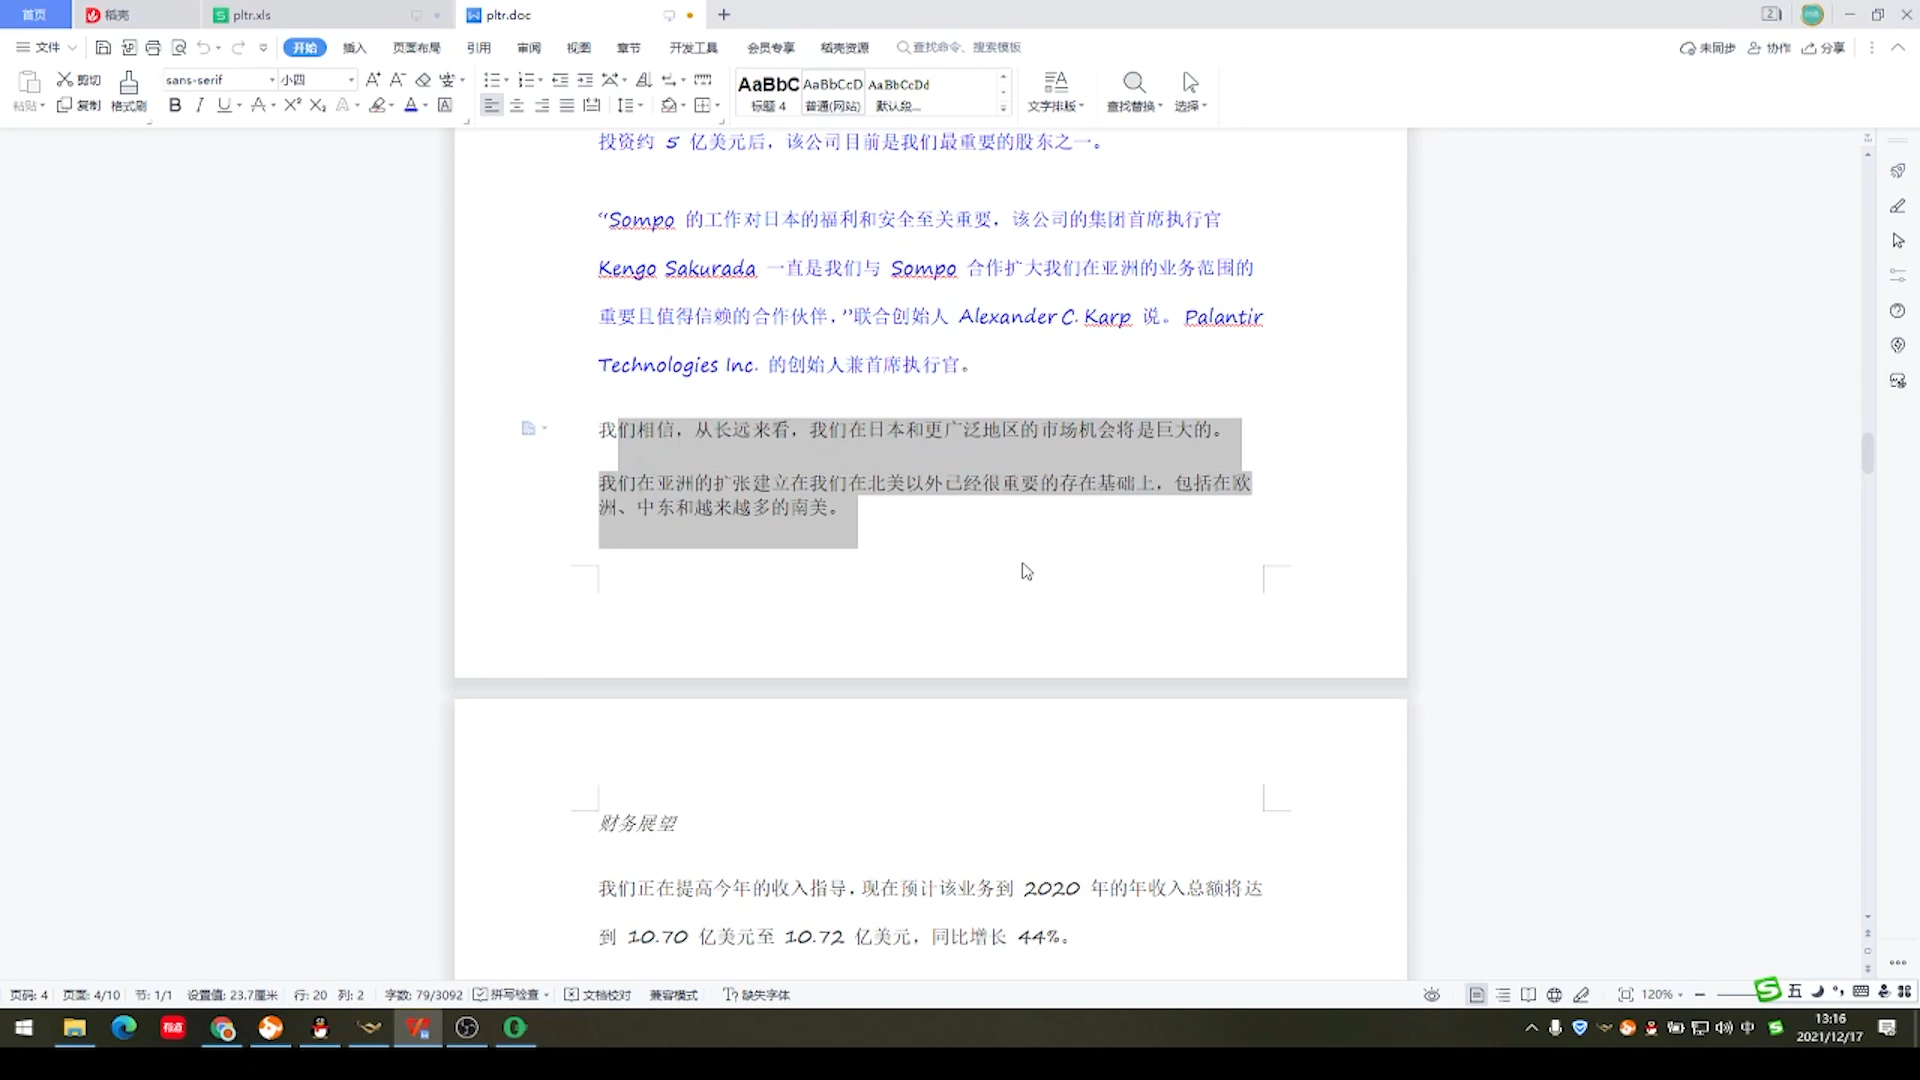 首页
稻壳
pltr.xls
pltr.doc
文件
开始
插入
页面布局
引用
审阅
视图
章节
开发工具
会员专享
稻壳资源
查找命令、搜索模板
未同步
协作
分享
粘贴
剪切
复制
格式刷
sans-serif
小四
AaBbC
标题 4
AaBbCcD
普通(网站)
AaBbCcDd
默认段...
文字排版
查找替换
选择
投资约 5 亿美元后，该公司目前是我们最重要的股东之一。
“Sompo 的工作对日本的福利和安全至关重要，该公司的集团首席执行官
Kengo Sakurada 一直是我们与 Sompo 合作扩大我们在亚洲的业务范围的
重要且值得信赖的合作伙伴，”联合创始人 Alexander C. Karp 说。 Palantir
Technologies Inc. 的创始人兼首席执行官。
我们相信，从长远来看，我们在日本和更广泛地区的市场机会将是巨大的。
我们在亚洲的扩张建立在我们在北美以外已经很重要的存在基础上，包括在欧
洲、中东和越来越多的南美。
财务展望
我们正在提高今年的收入指导，现在预计该业务到 2020 年的年收入总额将达
到 10.70 亿美元至 10.72 亿美元，同比增长 44%。
页码: 4
页面: 4/10
节: 1/1
设置值: 23.7厘米
行: 20
列: 2
字数: 79/3092
拼写检查
文档校对
兼容模式
缺失字体
120%
五
中
13:16
2021/12/17